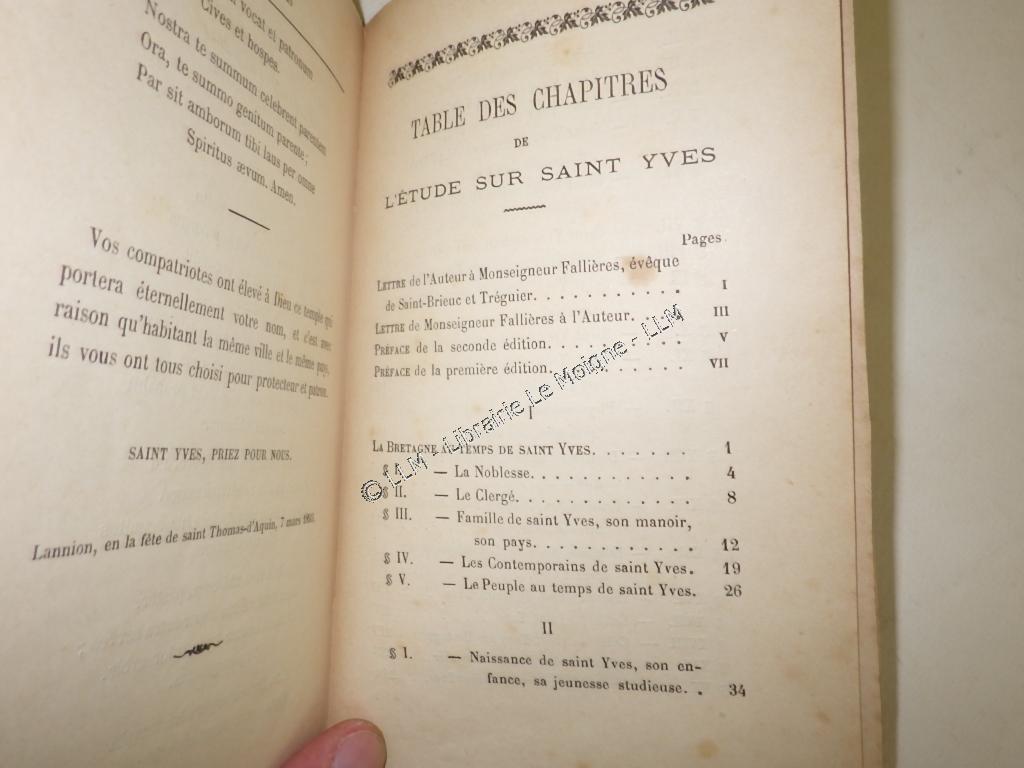 vocat ei patronum
Cives et hospes.
Nostra te summum celebrent parentem
Ora, te summo genitum parente;
Par sit amborum tibi laus per omne
Spiritus ævum. Amen.
Vos compatriotes ont élevé à Dieu ce temple qui
portera éternellement votre nom, et c'est avec
raison qu'habitant la même ville et le même pays,
ils vous ont tous choisi pour protecteur et patron.
SAINT YVES, PRIEZ POUR NOUS.
Lannion, en la fête de saint Thomas-d'Aquin, 7 mars
TABLE DES CHAPITRES
DE
L'ÉTUDE SUR SAINT YVES
Pages.
LETTRE de l'Auteur à Monseigneur Fallières, évêque
de Saint-Brieuc et Tréguier. . . . . . . . . . . I
LETTRE de Monseigneur Fallières à l'Auteur. . . . III
PRÉFACE de la seconde édition. . . . . . . . . . V
PRÉFACE de la première édition. . . . . . . . . . VII
I
LA BRETAGNE AU TEMPS DE SAINT YVES. . . . . . . 1
§ I. — La Noblesse. . . . . . . . . . . . 4
§ II. — Le Clergé. . . . . . . . . . . . . 8
§ III. — Famille de saint Yves, son manoir,
son pays. . . . . . . . . . . . 12
§ IV. — Les Contemporains de saint Yves. 19
§ V. — Le Peuple au temps de saint Yves. 26
II
§ I. — Naissance de saint Yves, son en-
fance, sa jeunesse studieuse. . 34
© LLM - Librairie Le Moigne - LLM